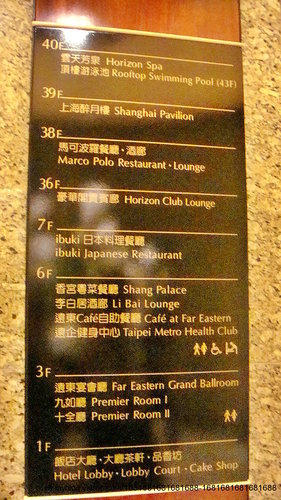 40F
雲天芳泉 Horizon Spa
頂樓游泳池 Rooftop Swimming Pool (43F)
39F
上海醉月樓 Shanghai Pavilion
38F
馬可波羅餐廳・酒廊
Marco Polo Restaurant・Lounge
36F
豪華閣貴賓廊 Horizon Club Lounge
7F
ibuki 日本料理餐廳
ibuki Japanese Restaurant
6F
香宮粵菜餐廳 Shang Palace
李白居酒廊 Li Bai Lounge
遠東Café自助餐廳 Café at Far Eastern
遠企健身中心 Taipei Metro Health Club
3F
遠東宴會廳 Far Eastern Grand Ballroom
九如廳 Premier Room I
十全廳 Premier Room II
1F
飯店大廳・大廳茶軒・品香坊
Hotel Lobby・Lobby Court・Cake Shop